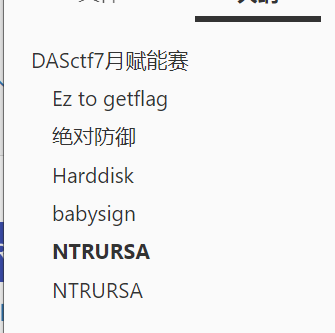 DASctf7月赋能赛
Ez to getflag
绝对防御
Harddisk
babysign
NTRURSA
NTRURSA